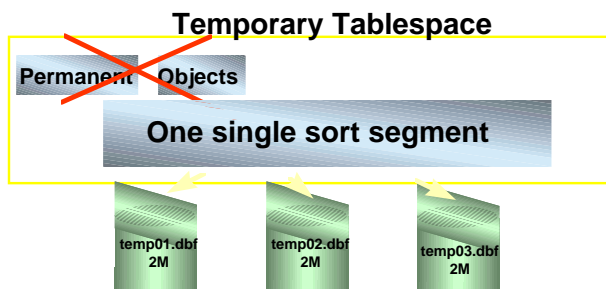 Temporary Tablespace
Permanent Objects
One single sort segment
temp01.dbf temp02.dbf temp03.dbf
2M 2M 2M